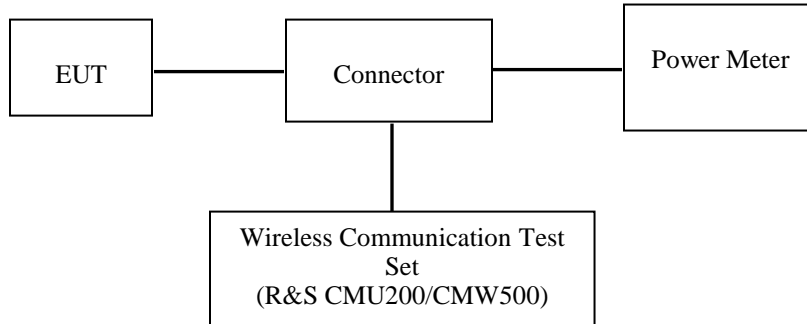 EUT
Connector
Power Meter
Wireless Communication Test
Set
(R&S CMU200/CMW500)